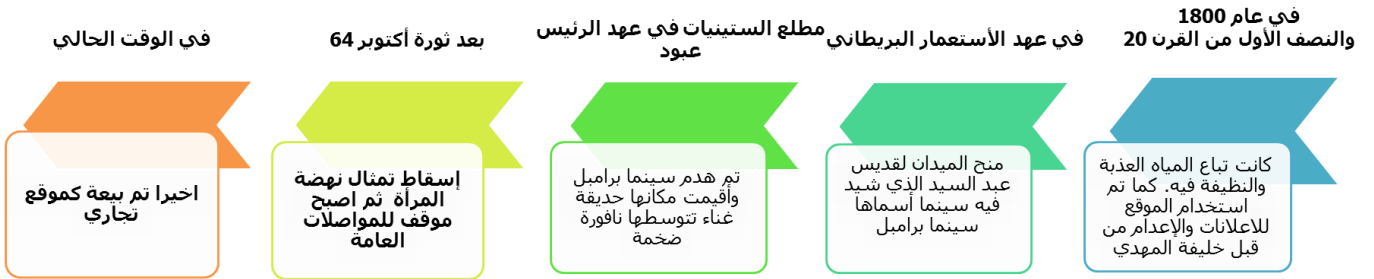 في عام 1800
والنصف الأول من القرن 20
كانت تباع المياه العذبة
والنظيفة فيه. كما تم
استخدام الموقع
للاعلانات والإعدام من
قبل خليفة المهدي
في عهد الأستعمار البريطاني
منح الميدان لقديس
عبد السيد الذي شيد
فيه سينما أسماها
سينما برامبل
مطلع الستينيات في عهد الرئيس
عبود
تم هدم سينما برامبل
وأقيمت مكانها حديقة
غناء تتوسطها نافورة
ضخمة
بعد ثورة أكتوبر 64
إسقاط تمثال نهضة
المرأة ثم اصبح
موقف للمواصلات
العامة
في الوقت الحالي
اخيرا تم بيعة كموقع
تجاري